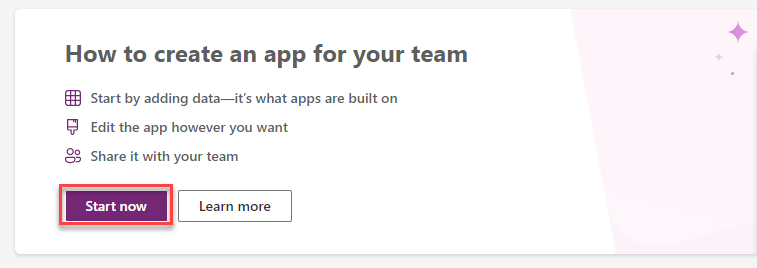 How to create an app for your team
Start by adding data—it’s what apps are built on
Edit the app however you want
Share it with your team
Start now
Learn more